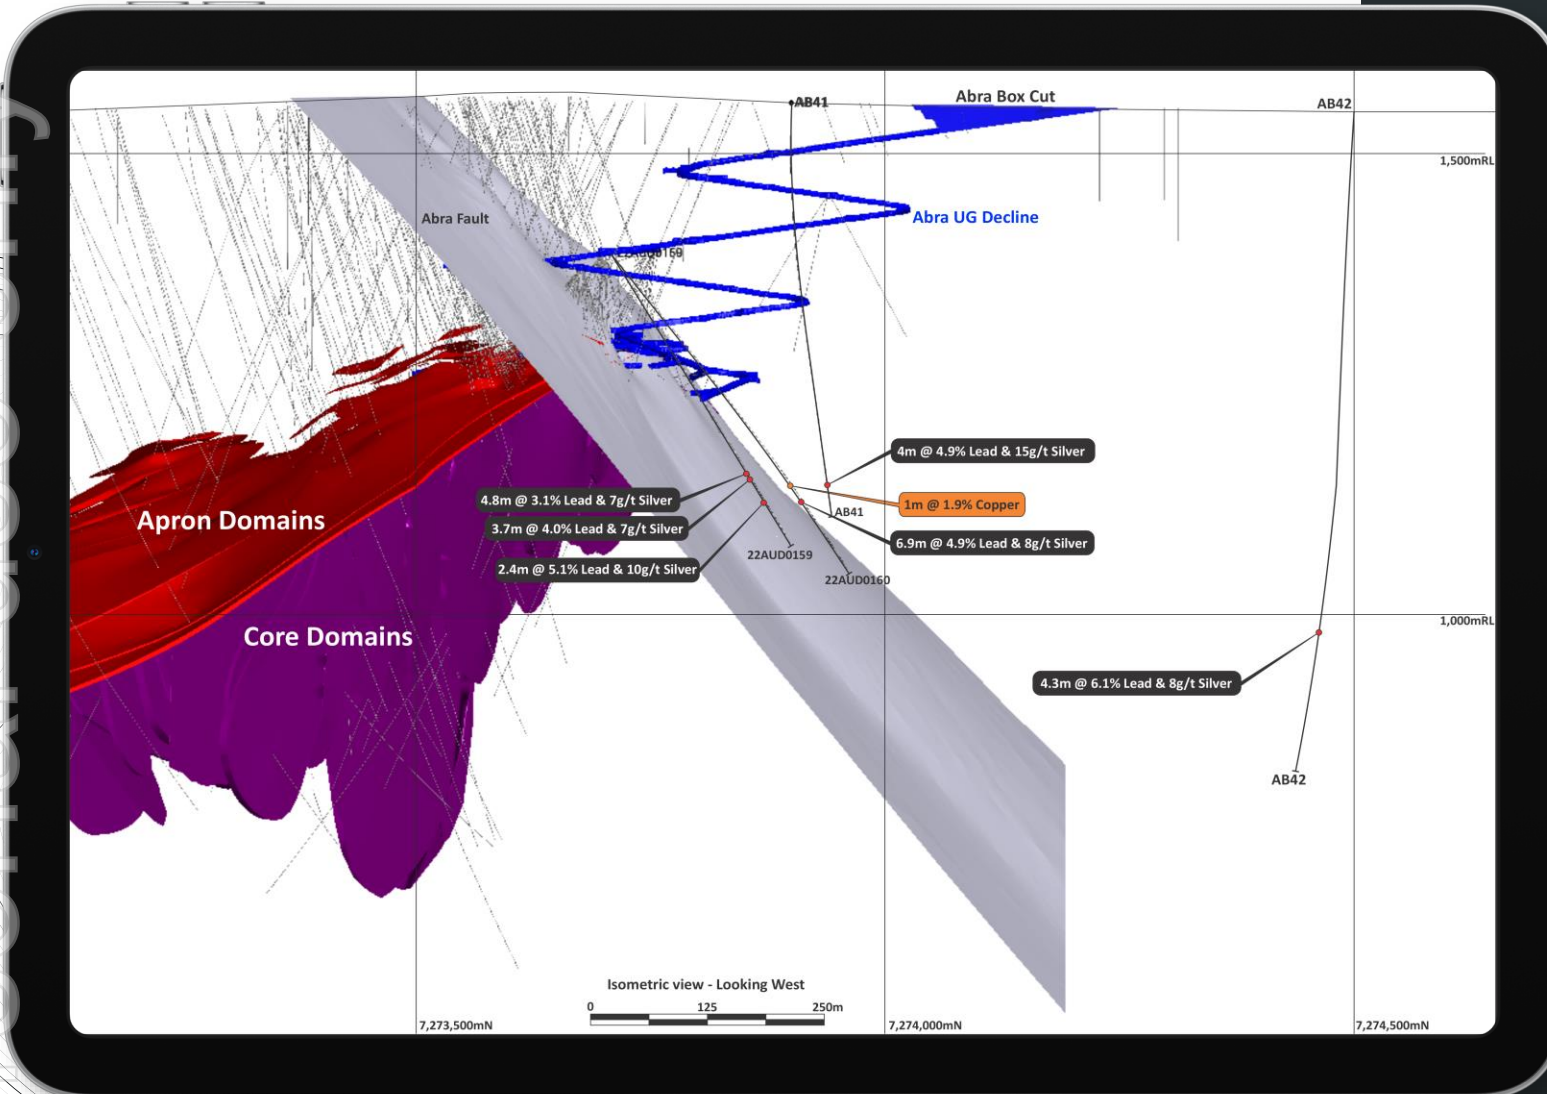 AB41
Abra Box Cut
AB42
1,500mRL
Abra Fault
Abra UG Decline
4m @ 4.9% Lead & 15g/t Silver
4.8m @ 3.1% Lead & 7g/t Silver
1m @ 1.9% Copper
AB41
Apron Domains
3.7m @ 4.0% Lead & 7g/t Silver
6.9m @ 4.9% Lead & 8g/t Silver
22AUD0159
2.4m @ 5.1% Lead & 10g/t Silver
22AUD0160
1,000mRL
Core Domains
4.3m @ 6.1% Lead & 8g/t Silver
AB42
Isometric view - Looking West
0 125 250m
7,273,500mN 7,274,000mN 7,274,500mN